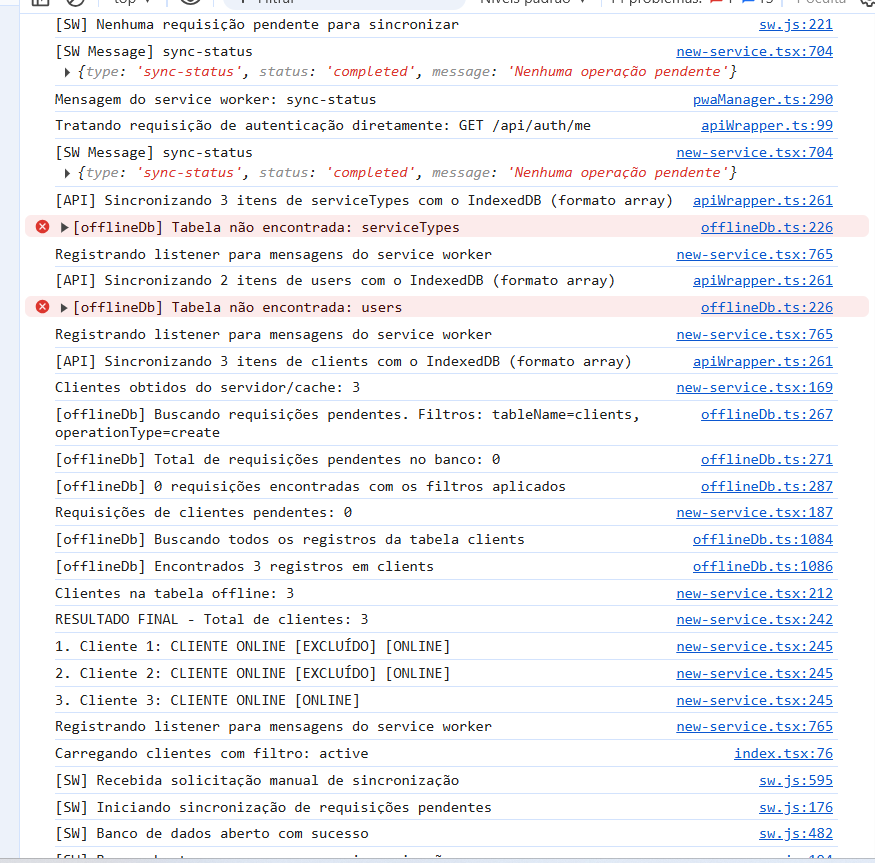 [SW] Nenhuma requisição pendente para sincronizar sw.js:221
[SW Message] sync-status new-service.tsx:704
{type: 'sync-status', status: 'completed', message: 'Nenhuma operação pendente'}
Mensagem do service worker: sync-status pwaManager.ts:290
Tratando requisição de autenticação diretamente: GET /api/auth/me apiWrapper.ts:99
[SW Message] sync-status new-service.tsx:704
{type: 'sync-status', status: 'completed', message: 'Nenhuma operação pendente'}
[API] Sincronizando 3 itens de serviceTypes com o IndexedDB (formato array) apiWrapper.ts:261
[offlineDb] Tabela não encontrada: serviceTypes offlineDb.ts:226
Registrando listener para mensagens do service worker new-service.tsx:765
[API] Sincronizando 2 itens de users com o IndexedDB (formato array) apiWrapper.ts:261
[offlineDb] Tabela não encontrada: users offlineDb.ts:226
Registrando listener para mensagens do service worker new-service.tsx:765
[API] Sincronizando 3 itens de clients com o IndexedDB (formato array) apiWrapper.ts:261
Clientes obtidos do servidor/cache: 3 new-service.tsx:169
[offlineDb] Buscando requisições pendentes. Filtros: tableName=clients, offlineDb.ts:267
operationType=create
[offlineDb] Total de requisições pendentes no banco: 0 offlineDb.ts:271
[offlineDb] 0 requisições encontradas com os filtros aplicados offlineDb.ts:287
Requisições de clientes pendentes: 0 new-service.tsx:187
[offlineDb] Buscando todos os registros da tabela clients offlineDb.ts:1084
[offlineDb] Encontrados 3 registros em clients offlineDb.ts:1086
Clientes na tabela offline: 3 new-service.tsx:212
RESULTADO FINAL - Total de clientes: 3 new-service.tsx:242
1. Cliente 1: CLIENTE ONLINE [EXCLUÍDO] [ONLINE] new-service.tsx:245
2. Cliente 2: CLIENTE ONLINE [EXCLUÍDO] [ONLINE] new-service.tsx:245
3. Cliente 3: CLIENTE ONLINE [ONLINE] new-service.tsx:245
Registrando listener para mensagens do service worker new-service.tsx:765
Carregando clientes com filtro: active index.tsx:76
[SW] Recebida solicitação manual de sincronização sw.js:595
[SW] Iniciando sincronização de requisições pendentes sw.js:176
[SW] Banco de dados aberto com sucesso sw.js:482